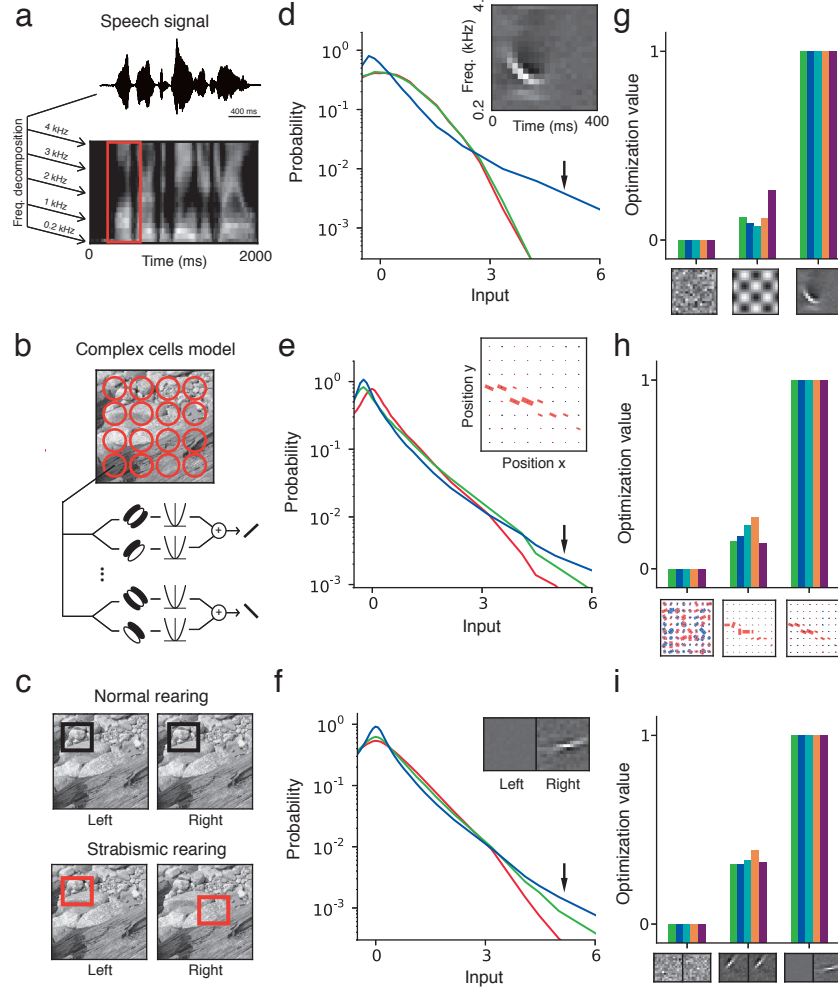 a
Speech signal
400 ms
Freq. decomposition
4 kHz
3 kHz
2 kHz
1 kHz
0.2 kHz
0
2000
Time (ms)
b
Complex cells model
+
+
c
Normal rearing
Left
Right
Strabismic rearing
Left
Right
d
Probability
10^0
10^-1
10^-2
10^-3
0
3
6
Input
Freq. (kHz)
0.2
4.
0
400
Time (ms)
e
Probability
10^0
10^-1
10^-2
10^-3
0
3
6
Input
Position y
Position x
f
Probability
10^0
10^-1
10^-2
10^-3
0
3
6
Input
Left
Right
g
Optimization value
1
0
h
Optimization value
1
0
i
Optimization value
1
0